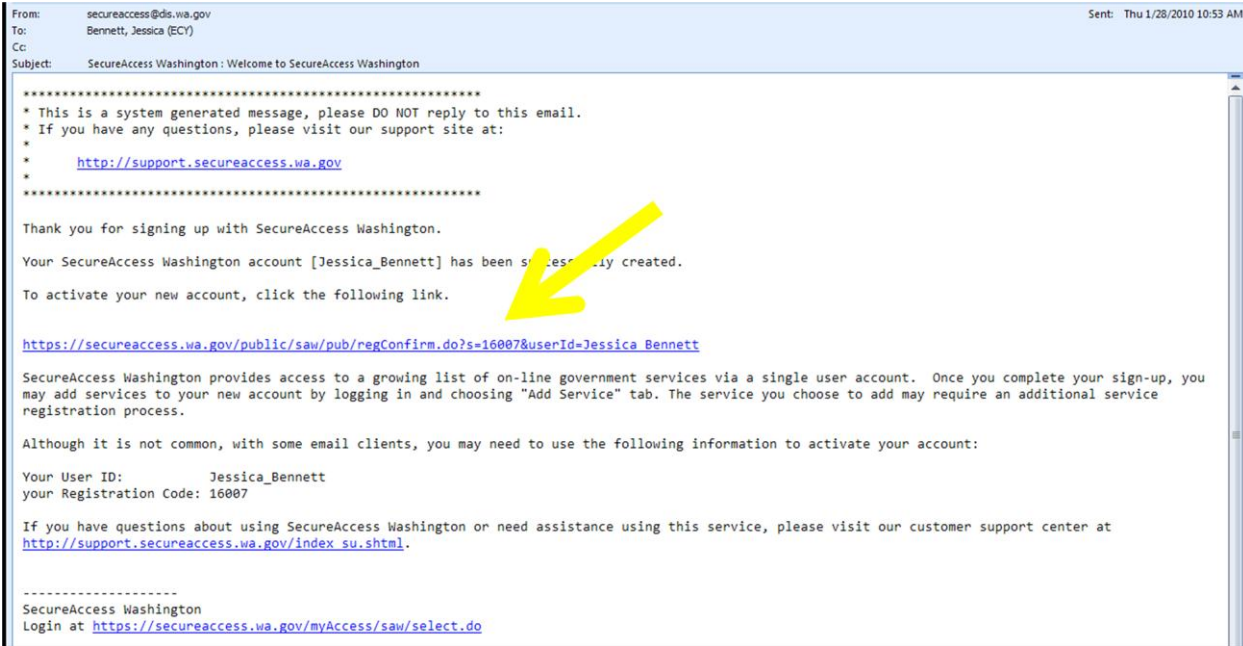 From: secureaccess@dis.wa.gov Sent: Thu 1/28/2010 10:53 AM
To: Bennett, Jessica (ECY)
Cc:
Subject: SecureAccess Washington : Welcome to SecureAccess Washington
***********************************************************
* This is a system generated message, please DO NOT reply to this email.
* If you have any questions, please visit our support site at:
*
* http://support.secureaccess.wa.gov
*
***********************************************************
Thank you for signing up with SecureAccess Washington.
Your SecureAccess Washington account [Jessica_Bennett] has been created.
To activate your new account, click the following link.
https://secureaccess.wa.gov/public/saw/pub/regConfirm.do?s=16007&userId=Jessica_Bennett
SecureAccess Washington provides access to a growing list of on-line government services via a single user account. Once you complete your sign-up, you
may add services to your new account by logging in and choosing "Add Service" tab. The service you choose to add may require an additional service
registration process.
Although it is not common, with some email clients, you may need to use the following information to activate your account:
Your User ID: Jessica_Bennett
your Registration Code: 16007
If you have questions about using SecureAccess Washington or need assistance using this service, please visit our customer support center at
http://support.secureaccess.wa.gov/index_su.shtml.
--------------------
SecureAccess Washington
Login at https://secureaccess.wa.gov/myAccess/saw/select.do